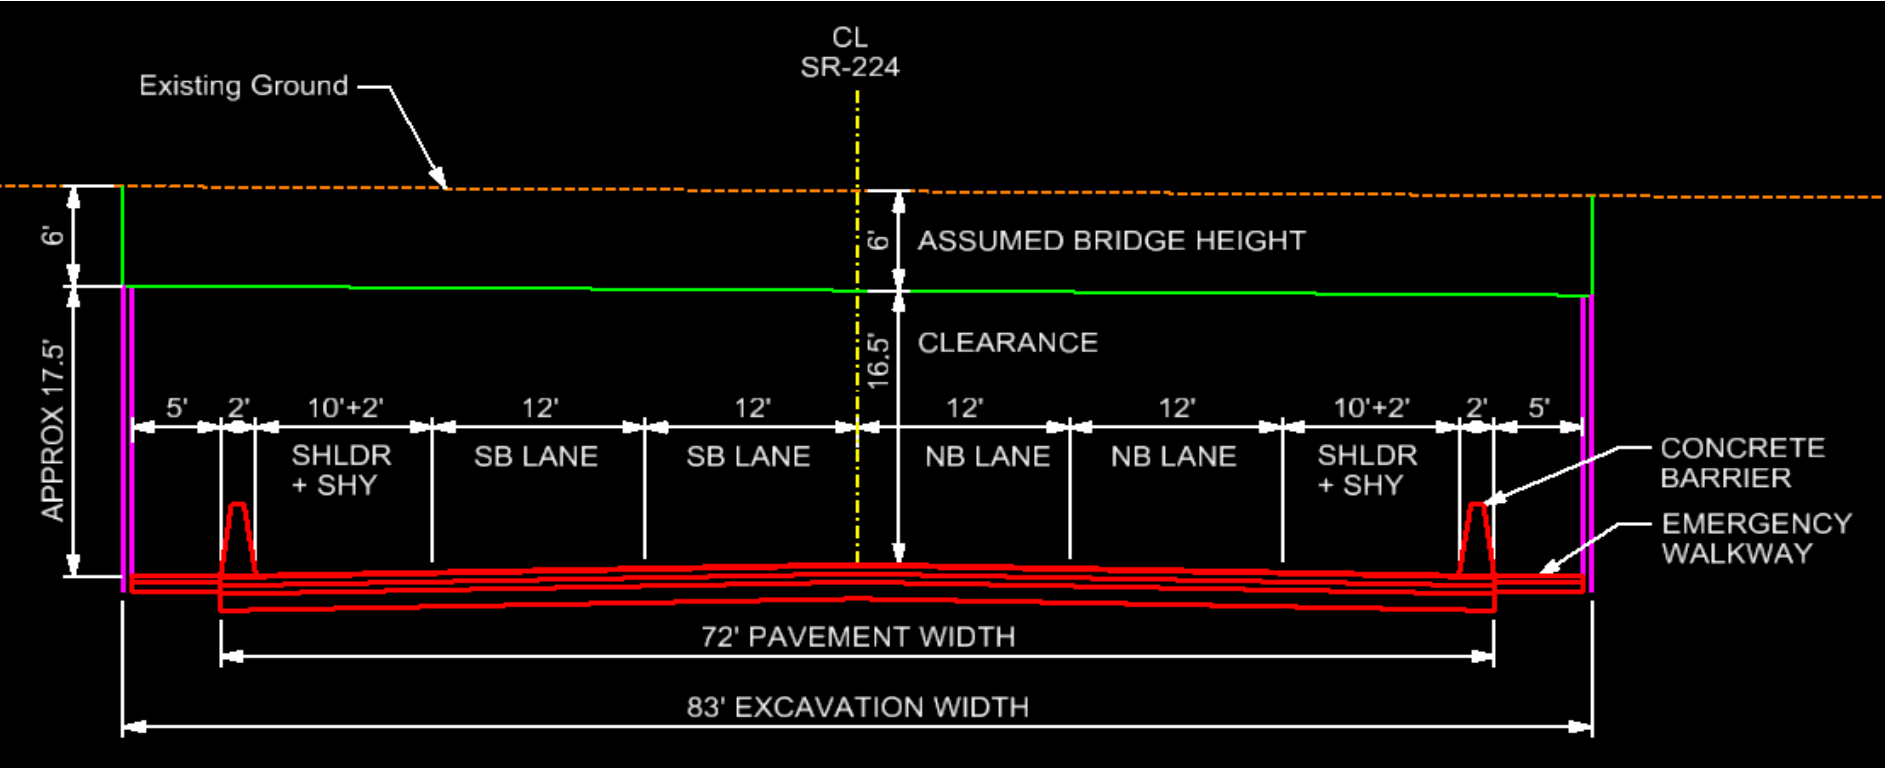 CL
SR-224
Existing Ground
6'
6'
ASSUMED BRIDGE HEIGHT
APPROX 17.5'
16.5'
CLEARANCE
5'
2'
10'+2'
12'
12'
12'
12'
10'+2'
2'
5'
SHLDR
+ SHY
SB LANE
SB LANE
NB LANE
NB LANE
SHLDR
+ SHY
CONCRETE
BARRIER
EMERGENCY
WALKWAY
72' PAVEMENT WIDTH
83' EXCAVATION WIDTH